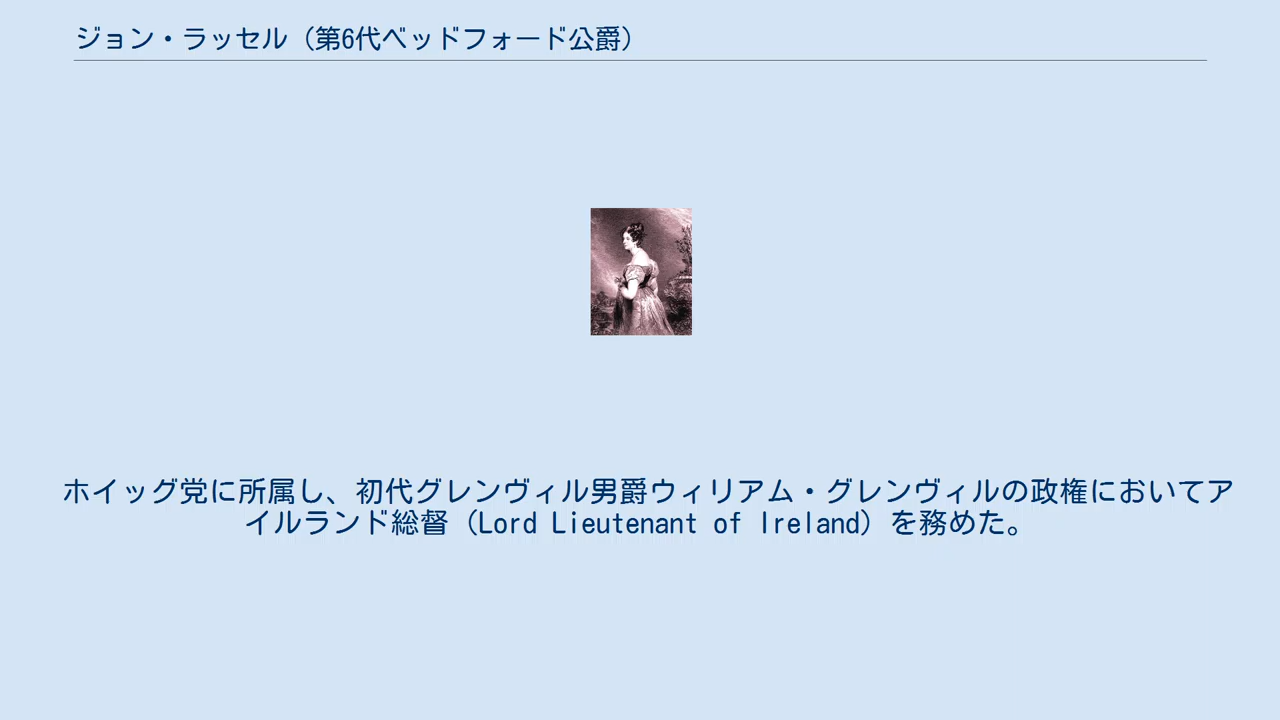 ジョン・ラッセル（第6代ベッドフォード公爵）
ホイッグ党に所属し、初代グレンヴィル男爵ウィリアム・グレンヴィルの政権においてア
イルランド総督（Lord Lieutenant of Ireland）を務めた。